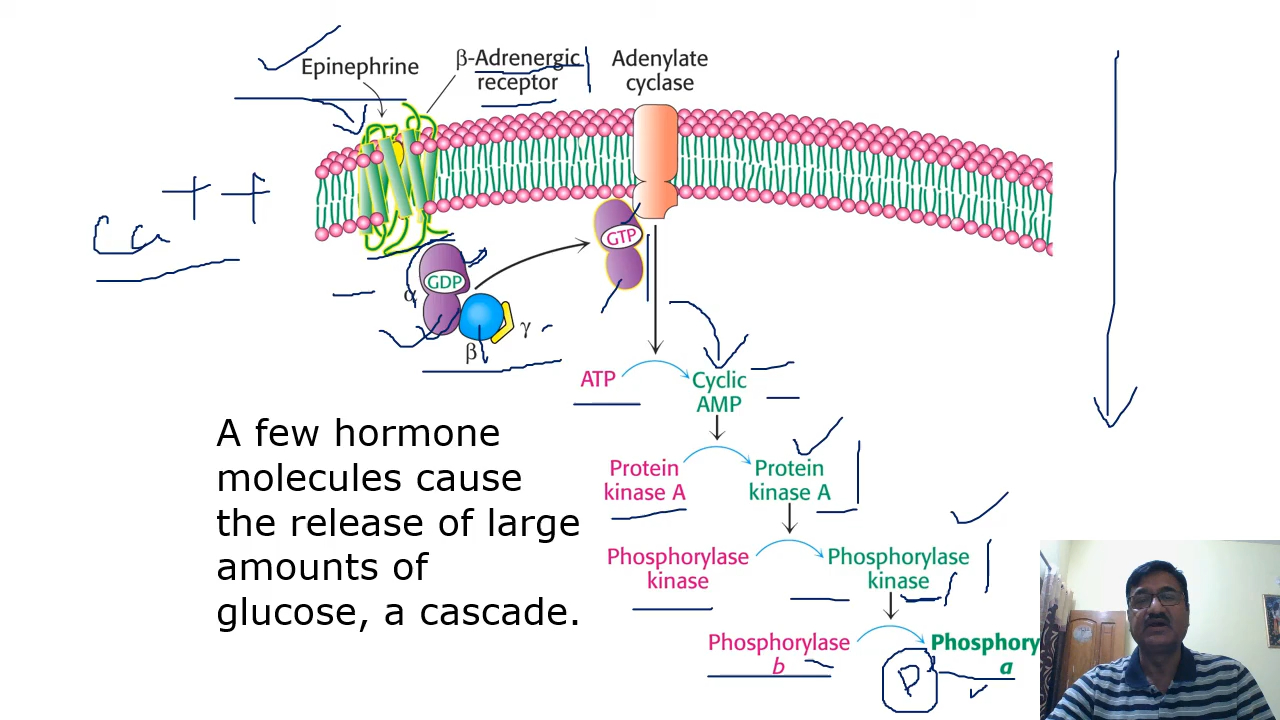 Epinephrine
β-Adrenergic
receptor
Adenylate
cyclase
Ca++
GTP
GDP
α
β
γ
ATP
Cyclic
AMP
Protein
kinase A
Protein
kinase A
Phosphorylase
kinase
Phosphorylase
kinase
Phosphorylase
b
Phosphory
a
P
A few hormone
molecules cause
the release of large
amounts of
glucose, a cascade.